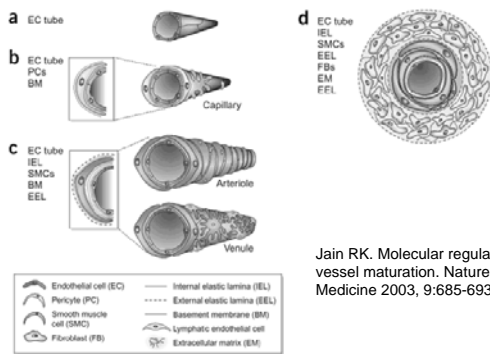 a EC tube
b EC tube
PCs
BM
Capillary
c EC tube
IEL
SMCs
BM
EEL
Arteriole
Venule
d EC tube
IEL
SMCs
EEL
FBs
EM
EEL
Endothelial cell (EC)
Pericyte (PC)
Smooth muscle
cell (SMC)
Fibroblast (FB)
Internal elastic lamina (IEL)
External elastic lamina (EEL)
Basement membrane (BM)
Lymphatic endothelial cell
Extracellular matrix (EM)
Jain RK. Molecular regula
vessel maturation. Nature
Medicine 2003, 9:685-693